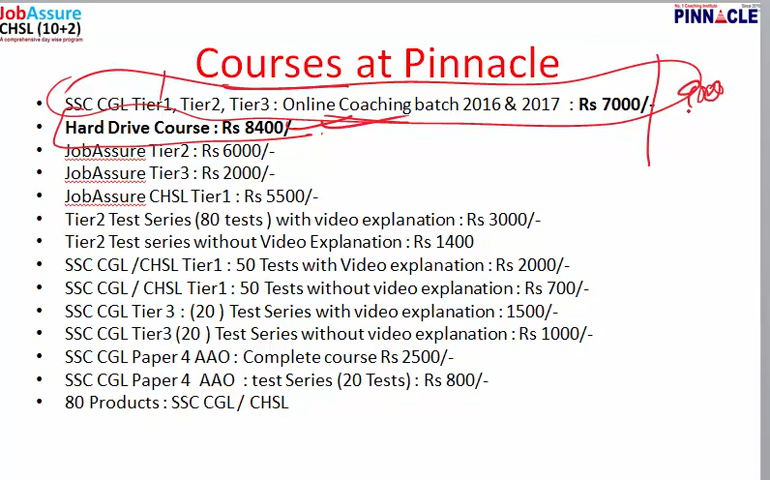 JobAssure
CHSL (10+2)
A comprehensive day wise program
No. 1 Coaching Institute
PINNACLE
Courses at Pinnacle
• SSC CGL Tier1, Tier2, Tier3 : Online Coaching batch 2016 & 2017 : Rs 7000/-
• Hard Drive Course : Rs 8400/-
• JobAssure Tier2 : Rs 6000/-
• JobAssure Tier3 : Rs 2000/-
• JobAssure CHSL Tier1 : Rs 5500/-
• Tier2 Test Series (80 tests ) with video explanation : Rs 3000/-
• Tier2 Test series without Video Explanation : Rs 1400
• SSC CGL /CHSL Tier1 : 50 Tests with Video explanation : Rs 2000/-
• SSC CGL / CHSL Tier1 : 50 Tests without video explanation : Rs 700/-
• SSC CGL Tier 3 : (20 ) Test Series with video explanation : 1500/-
• SSC CGL Tier3 (20 ) Test Series without video explanation : Rs 1000/-
• SSC CGL Paper 4 AAO : Complete course Rs 2500/-
• SSC CGL Paper 4  AAO  : test Series (20 Tests) : Rs 800/-
• 80 Products : SSC CGL / CHSL